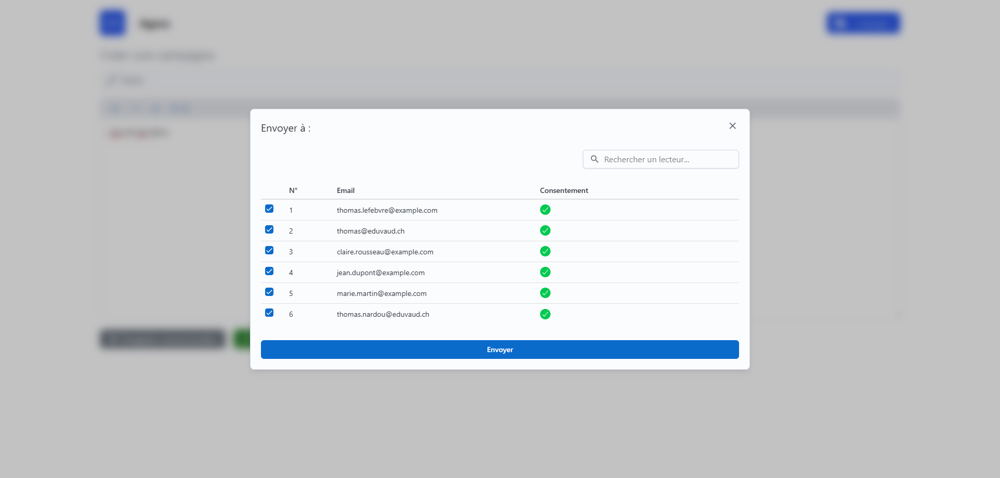 Envoyer à :
Rechercher un lecteur...
N° Email Consentement
1 thomas.lefebvre@example.com
2 thomas@eduvaud.ch
3 claire.rousseau@example.com
4 jean.dupont@example.com
5 marie.martin@example.com
6 thomas.nardou@eduvaud.ch
Envoyer